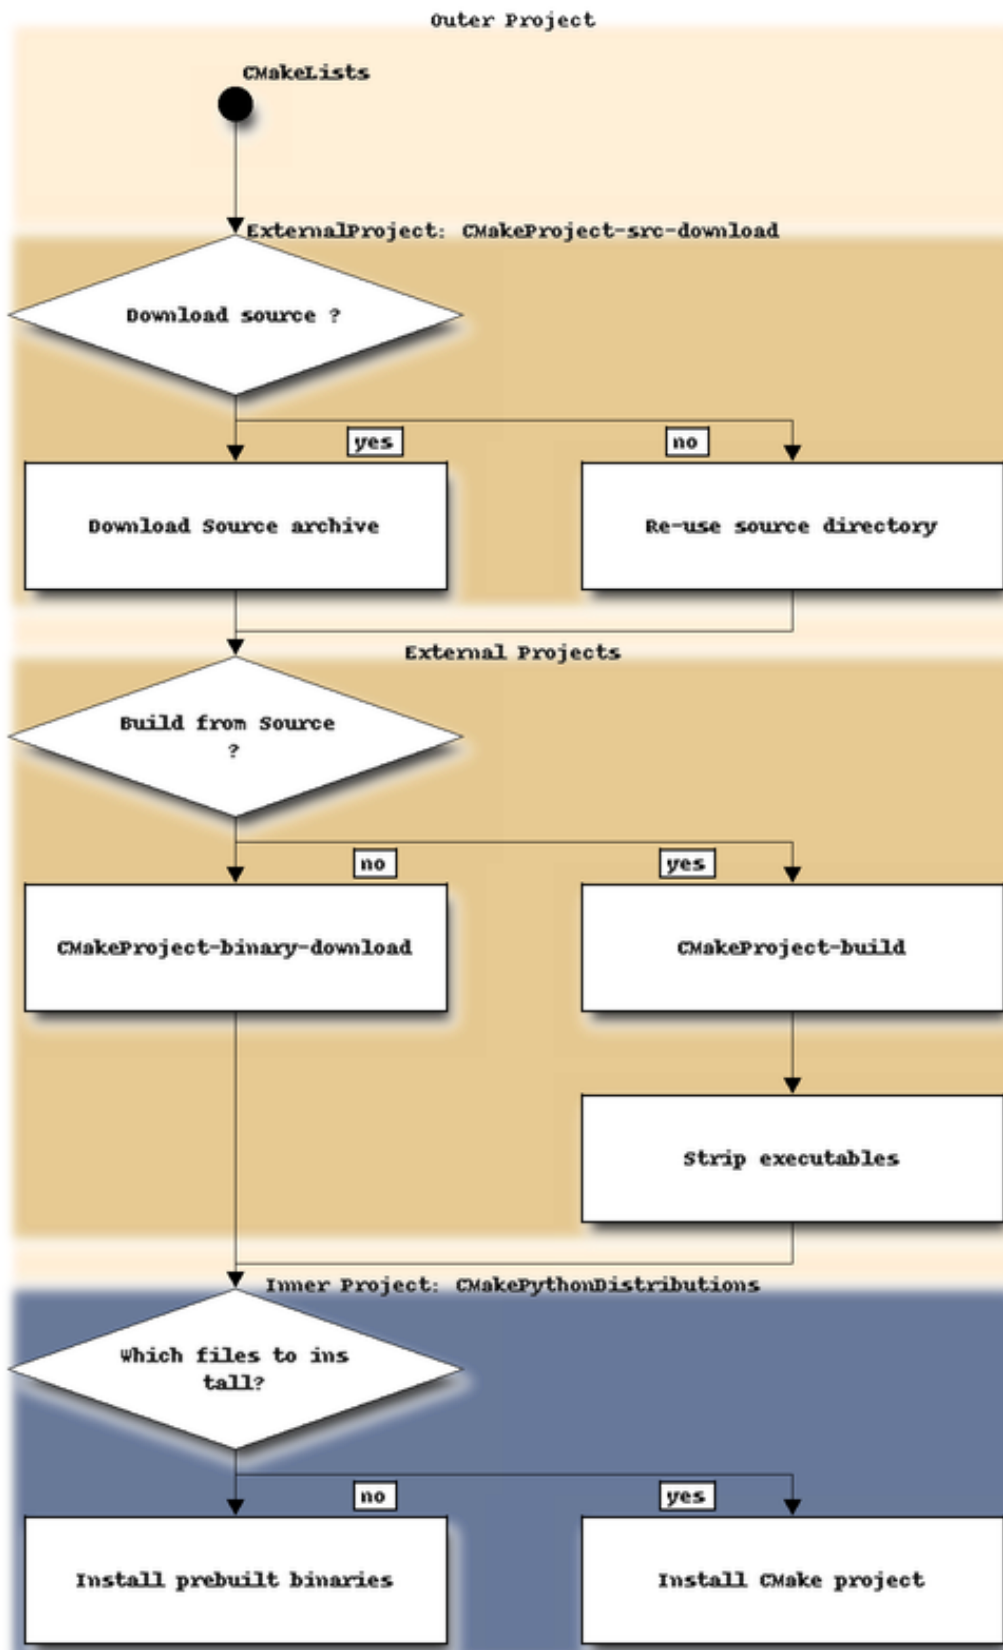 Outer Project
CMakeLists
ExternalProject: CMakeProject-src-download
Download source ?
yes
no
Download Source archive
Re-use source directory
External Projects
Build from Source
?
no
yes
CMakeProject-binary-download
CMakeProject-build
Strip executables
Inner Project: CMakePythonDistributions
Which files to ins
tall?
no
yes
Install prebuilt binaries
Install CMake project